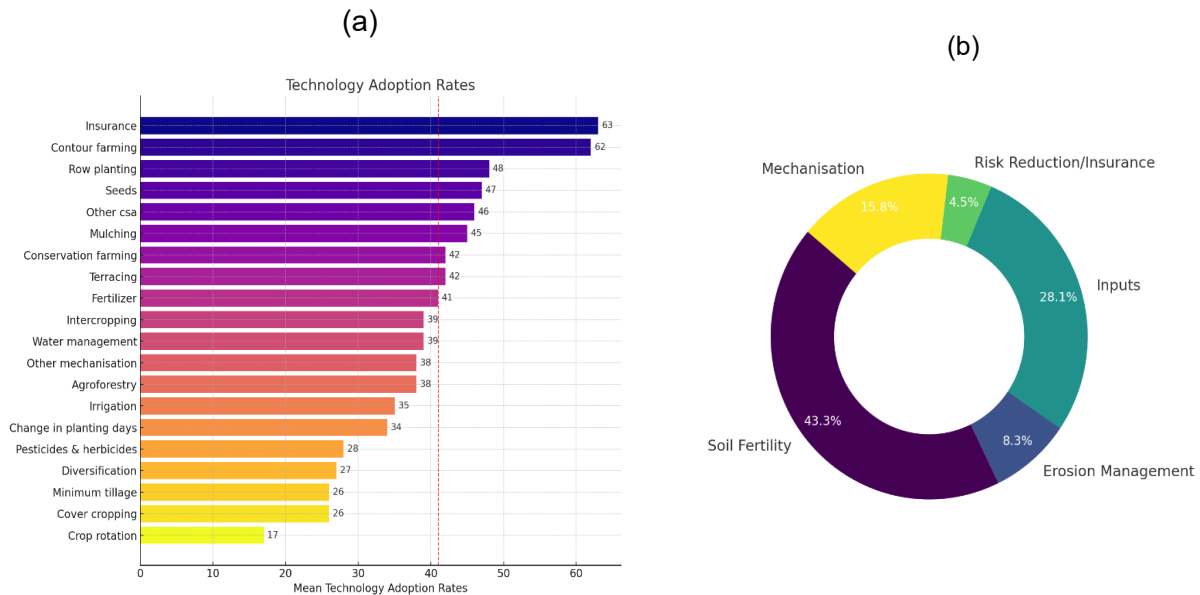 (a)
Technology Adoption Rates
Insurance 63
Contour farming 62
Row planting 48
Seeds 47
Other csa 46
Mulching 45
Conservation farming 42
Terracing 42
Fertilizer 41
Intercropping 39
Water management 39
Other mechanisation 38
Agroforestry 38
Irrigation 35
Change in planting days 34
Pesticides & herbicides 28
Diversification 27
Minimum tillage 26
Cover cropping 26
Crop rotation 17
0 10 20 30 40 50 60
Mean Technology Adoption Rates
(b)
Mechanisation
15.8%
Risk Reduction/Insurance
4.5%
Inputs
28.1%
Soil Fertility
43.3%
Erosion Management
8.3%